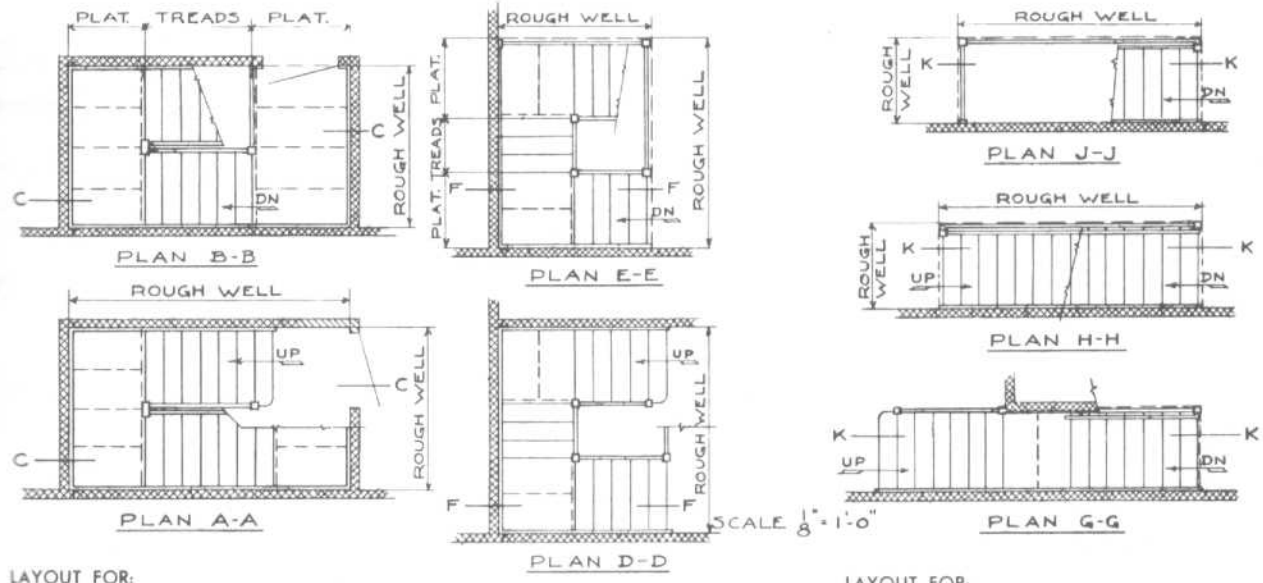 PLAT. TREADS PLAT.
ROUGH WELL
C
C
DN
PLAN B-B
ROUGH WELL
UP
C
C
ROUGH WELL
PLAN A-A
ROUGH WELL
PLAT. TREADS PLAT.
F
F
DN
ROUGH WELL
PLAN E-E
UP
ROUGH WELL
F
F
PLAN D-D
SCALE 1/8" = 1'-0"
ROUGH WELL
ROUGH WELL
K
K
DN
PLAN J-J
ROUGH WELL
ROUGH WELL
K
K
UP
DN
PLAN H-H
K
K
UP
DN
PLAN G-G
LAYOUT FOR:
LAYOUT FOR: